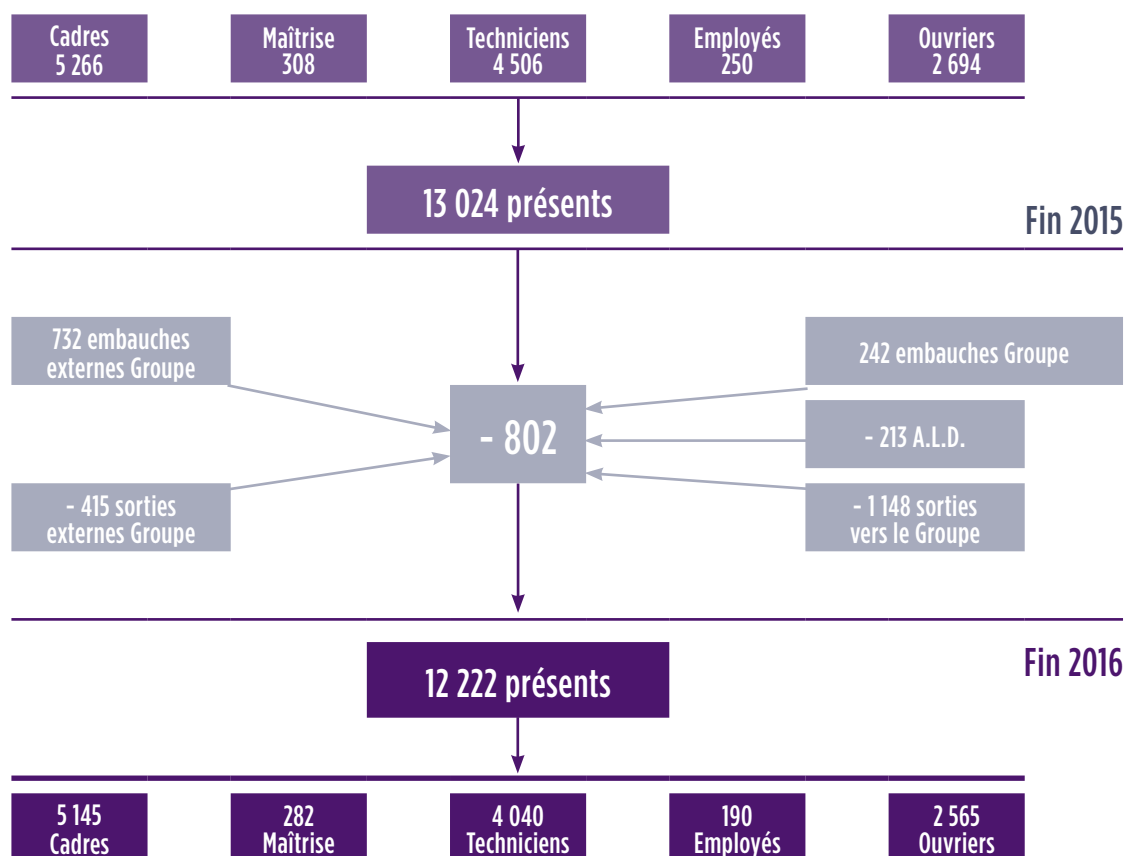 Cadres
5 266
Maîtrise
308
Techniciens
4 506
Employés
250
Ouvriers
2 694
13 024 présents
Fin 2015
732 embauches
externes Groupe
242 embauches Groupe
- 802
- 213 A.L.D.
- 415 sorties
externes Groupe
- 1 148 sorties
vers le Groupe
12 222 présents
Fin 2016
5 145
Cadres
282
Maîtrise
4 040
Techniciens
190
Employés
2 565
Ouvriers